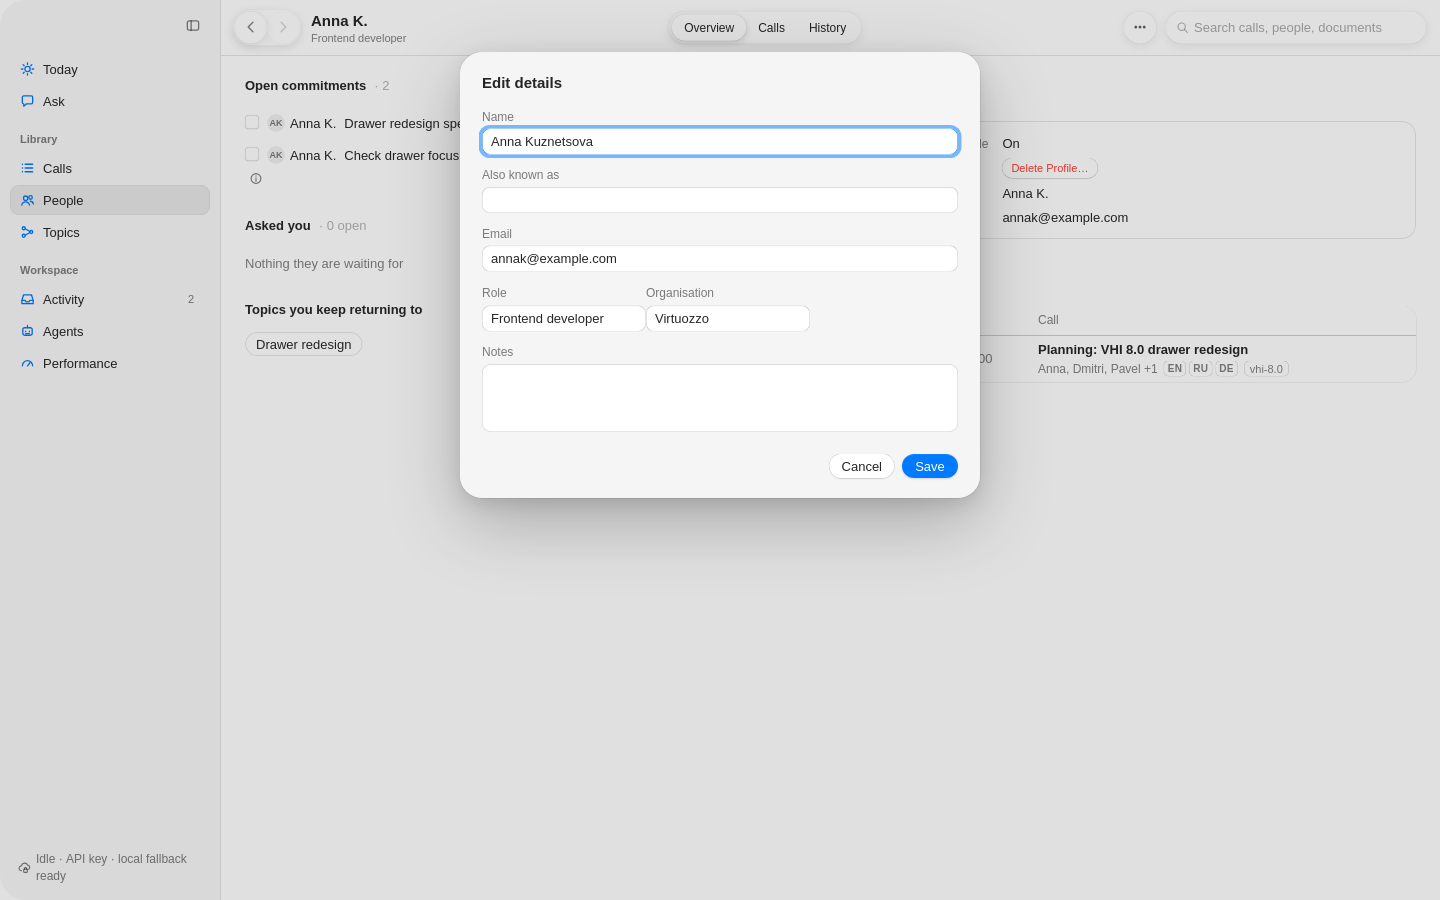 Today
Ask
Library
Calls
People
Topics
Workspace
Activity 2
Agents
Performance
Idle · API key · local fallback
ready
Anna K.
Frontend developer
Overview Calls History
Search calls, people, documents
Open commitments · 2
AK Anna K. Drawer redesign spe
AK Anna K. Check drawer focus
Asked you · 0 open
Nothing they are waiting for
Topics you keep returning to
Drawer redesign
Edit details
Name
Anna Kuznetsova
Also known as
Email
annak@example.com
Role Organisation
Frontend developer Virtuozzo
Notes
Cancel Save
le On
Delete Profile…
Anna K.
annak@example.com
Call
00 Planning: VHI 8.0 drawer redesign
Anna, Dmitri, Pavel +1 EN RU DE vhi-8.0